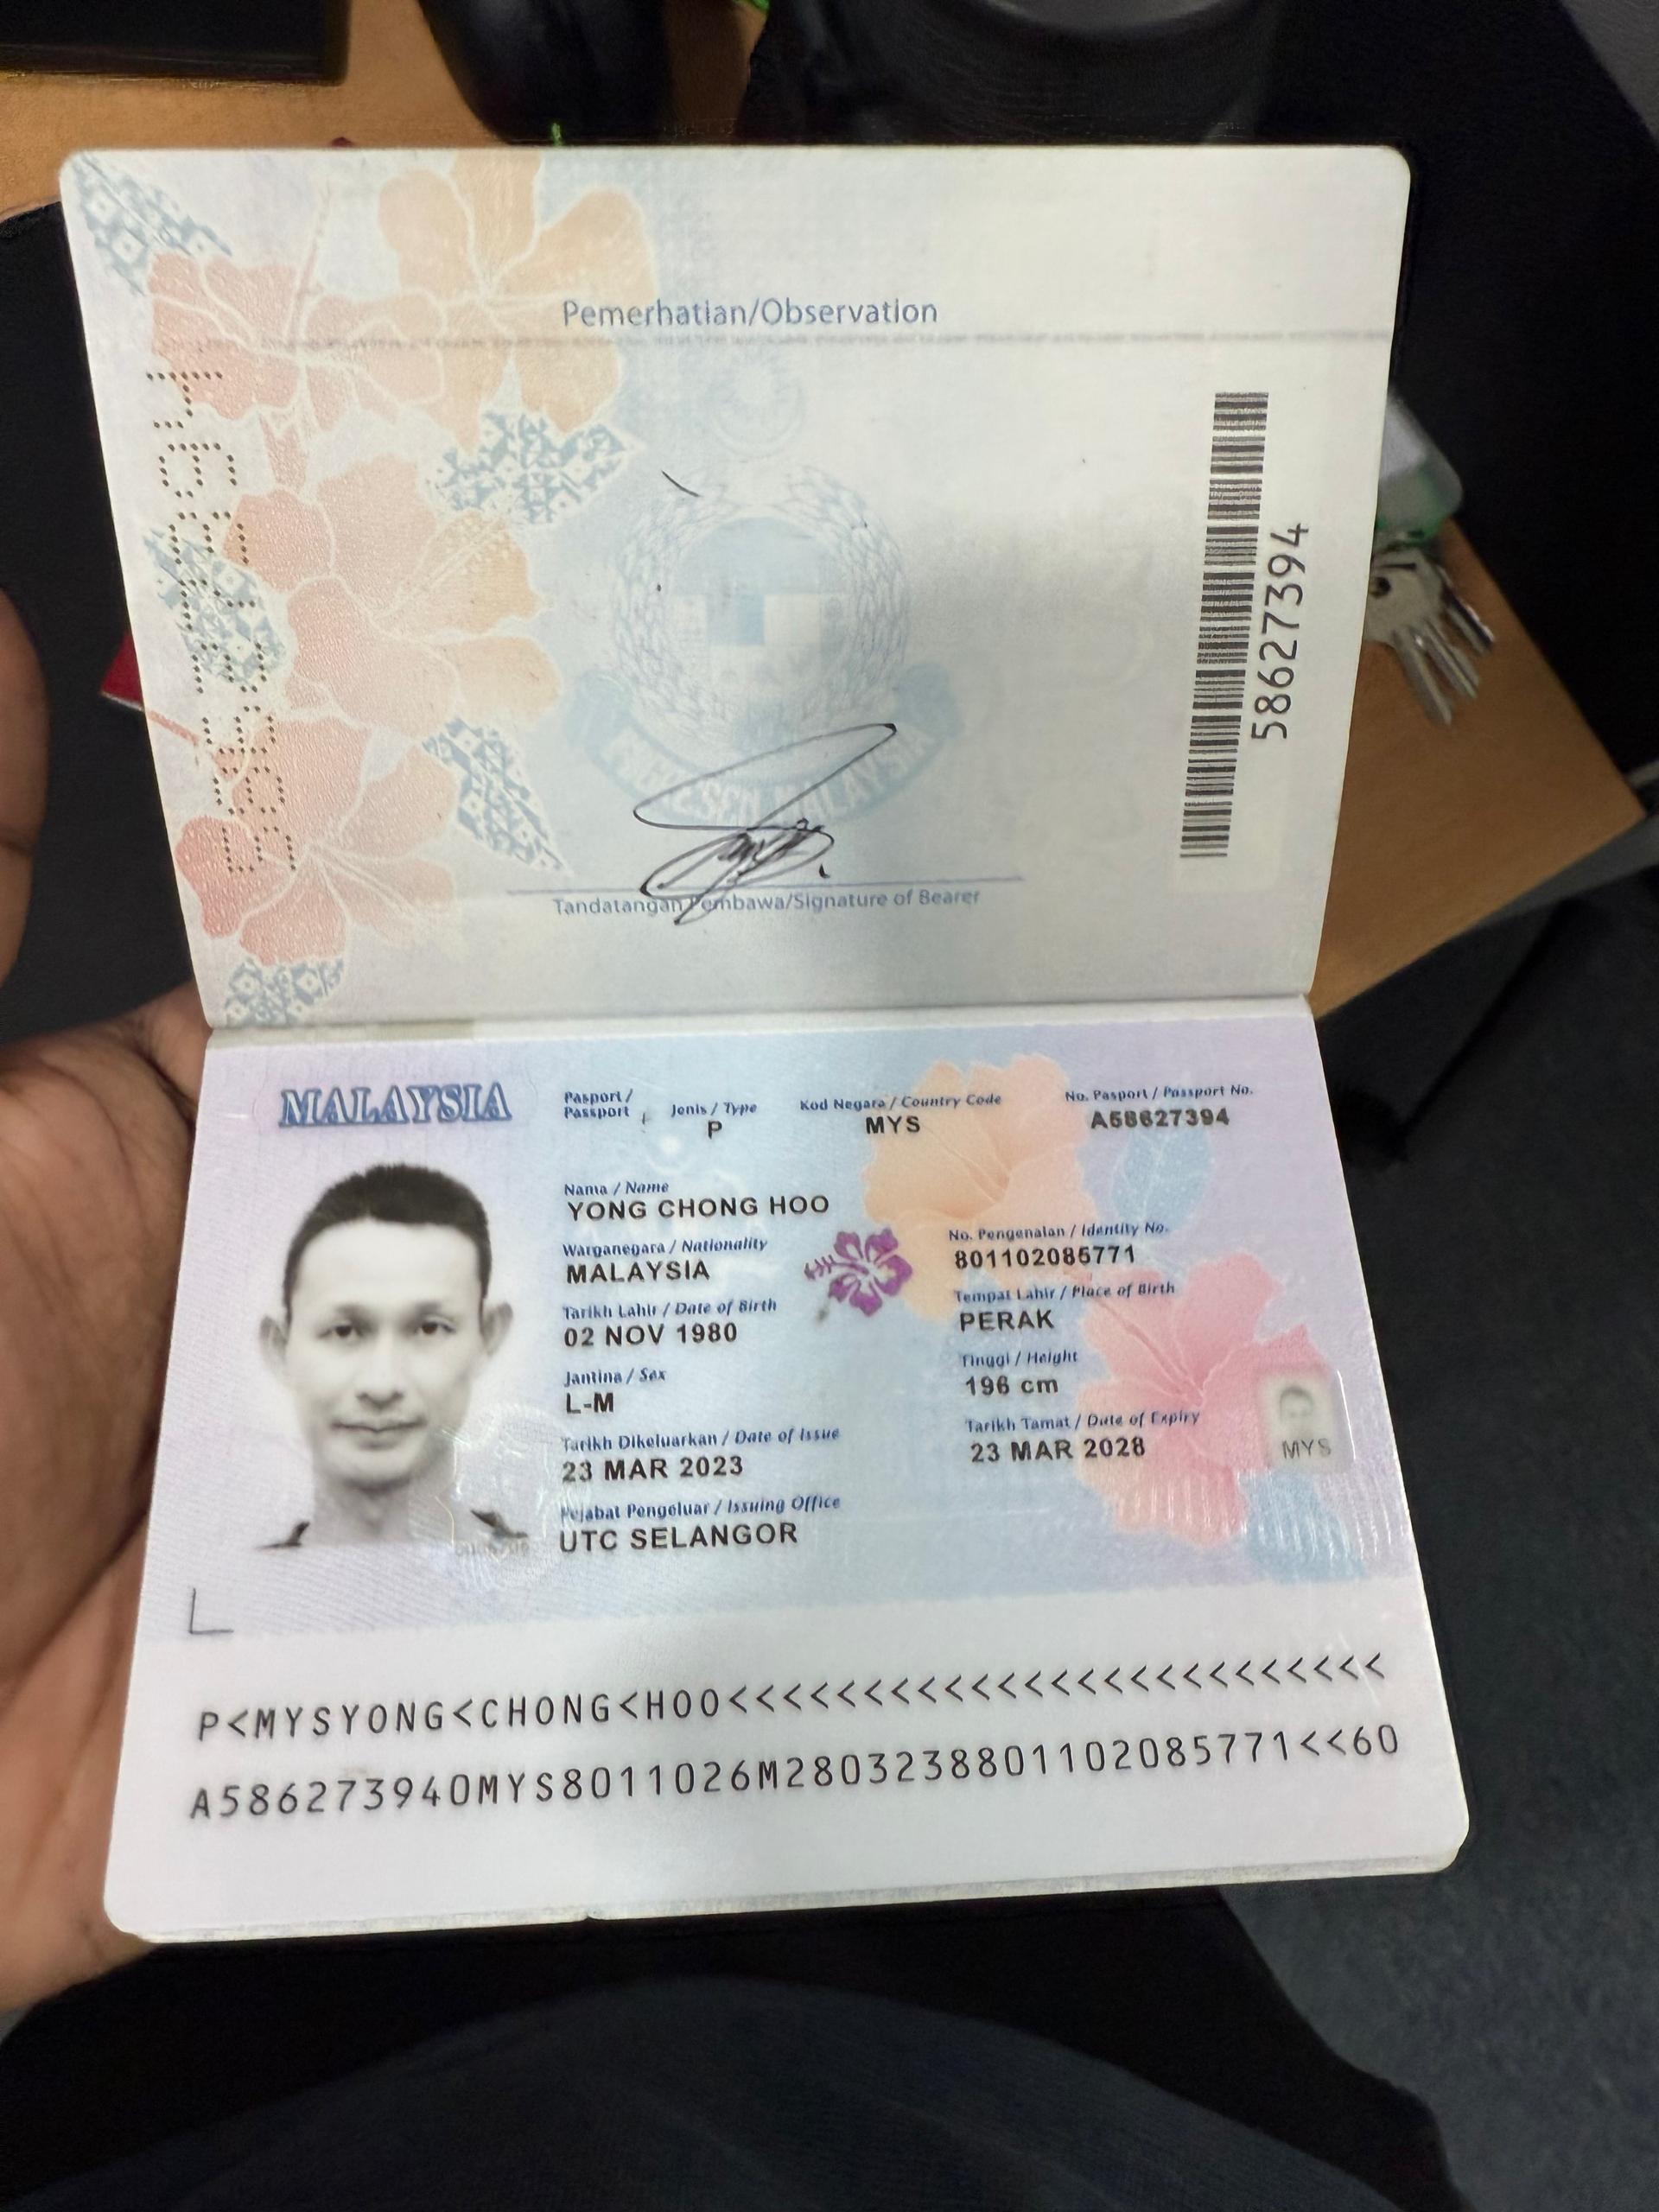 Pemerhatian/Observation
58627394
Tandatangan Pembawa/Signature of Bearer
MALAYSIA
Pasport / Passport
Jenis / Type
P
Kod Negara / Country Code
MYS
No. Pasport / Passport No.
A58627394
Nama / Name
YONG CHONG HOO
Warganegara / Nationality
MALAYSIA
No. Pengenalan / Identity No.
801102085771
Tarikh Lahir / Date of Birth
02 NOV 1980
Tempat Lahir / Place of Birth
PERAK
Jantina / Sex
L-M
Tinggi / Height
196 cm
Tarikh Dikeluarkan / Date of Issue
23 MAR 2023
Tarikh Tamat / Date of Expiry
23 MAR 2028
Pejabat Pengeluar / Issuing Office
UTC SELANGOR
MYS
P<MYSYONG<CHONG<HOO<<<<<<<<<<<<<<<<<<<<<<<<<
A586273940MYS8011026M2803238801102085771<<60